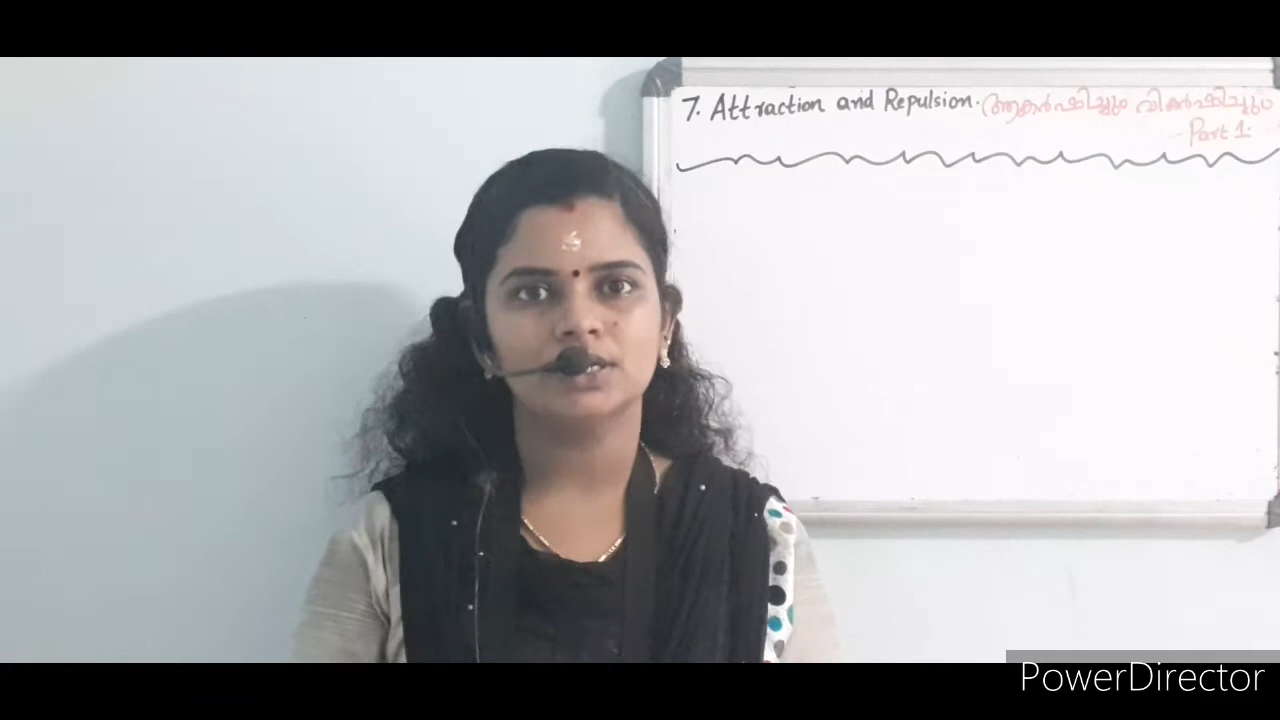 7. Attraction and Repulsion. ആകർഷിച്ചും വികർഷിച്ചും
Part 1.
PowerDirector